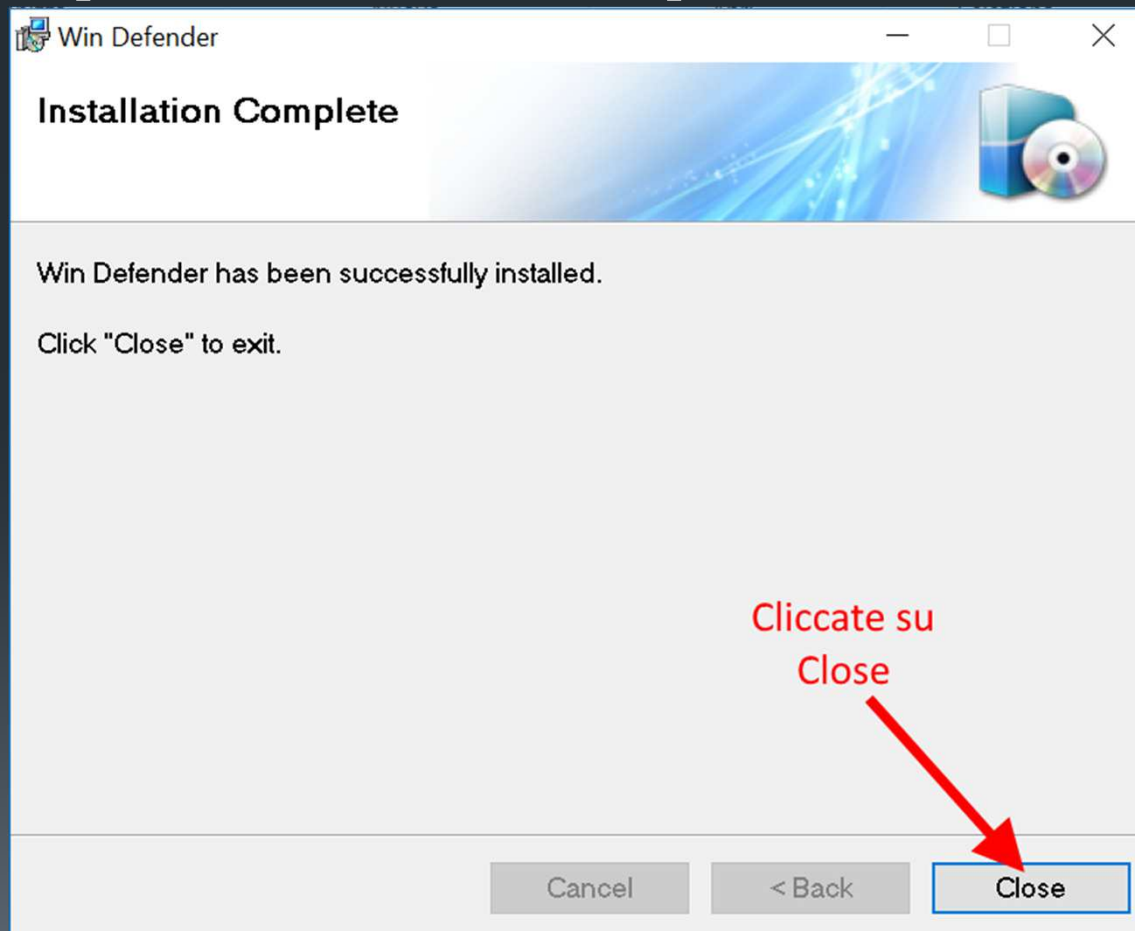 Win Defender
Installation Complete
Win Defender has been successfully installed.
Click "Close" to exit.
Cliccate su
Close
Cancel
< Back
Close